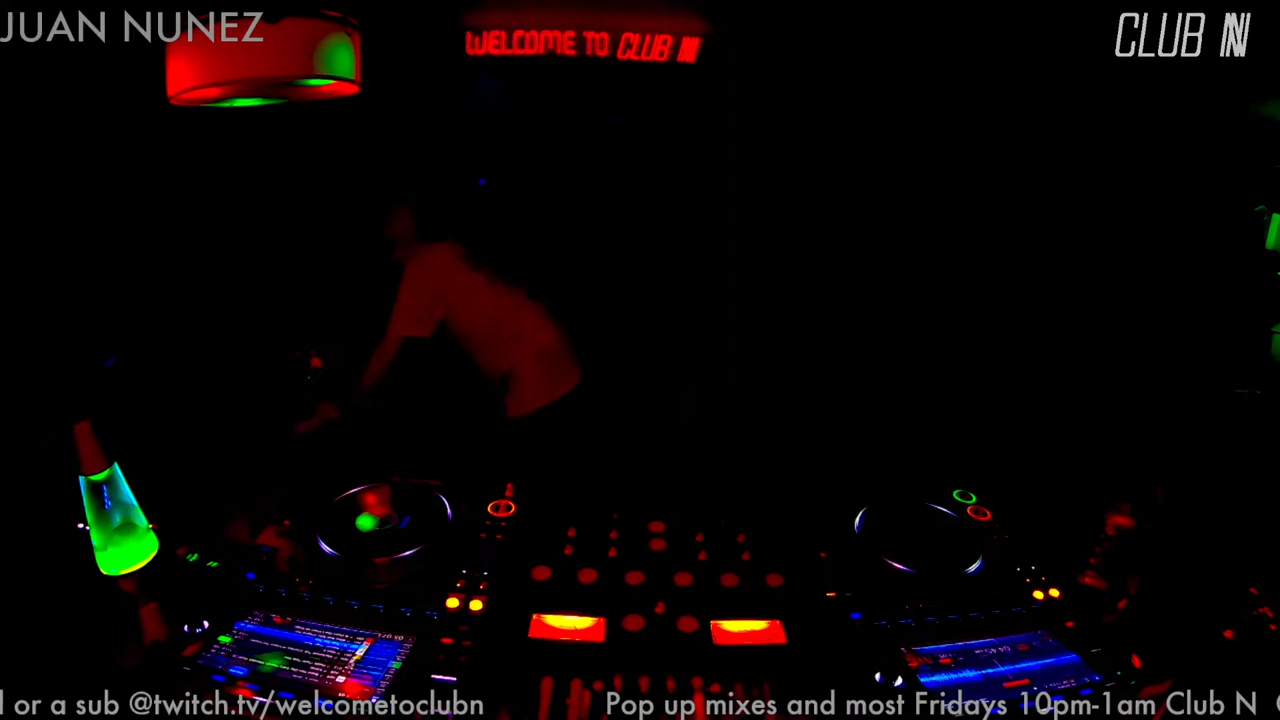 JUAN NUNEZ
WELCOME TO CLUB N
CLUB N
or a sub @twitch.tv/welcometoclubn
Pop up mixes and most Fridays 10pm-1am Club N